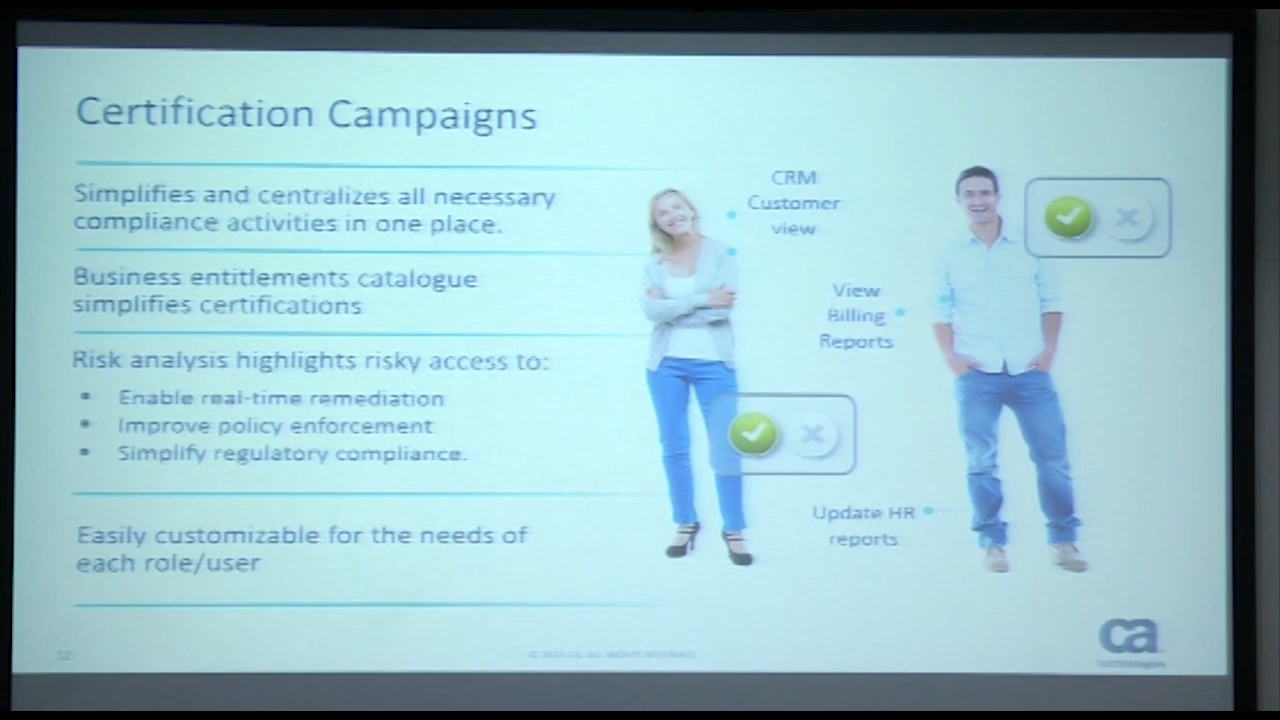 Certification Campaigns
Simplifies and centralizes all necessary
compliance activities in one place.
Business entitlements catalogue
simplifies certifications
Risk analysis highlights risky access to:
• Enable real-time remediation
• Improve policy enforcement
• Simplify regulatory compliance.
Easily customizable for the needs of
each role/user
CRM
Customer
view
View
Billing
Reports
Update HR
reports
12
ca
technologies